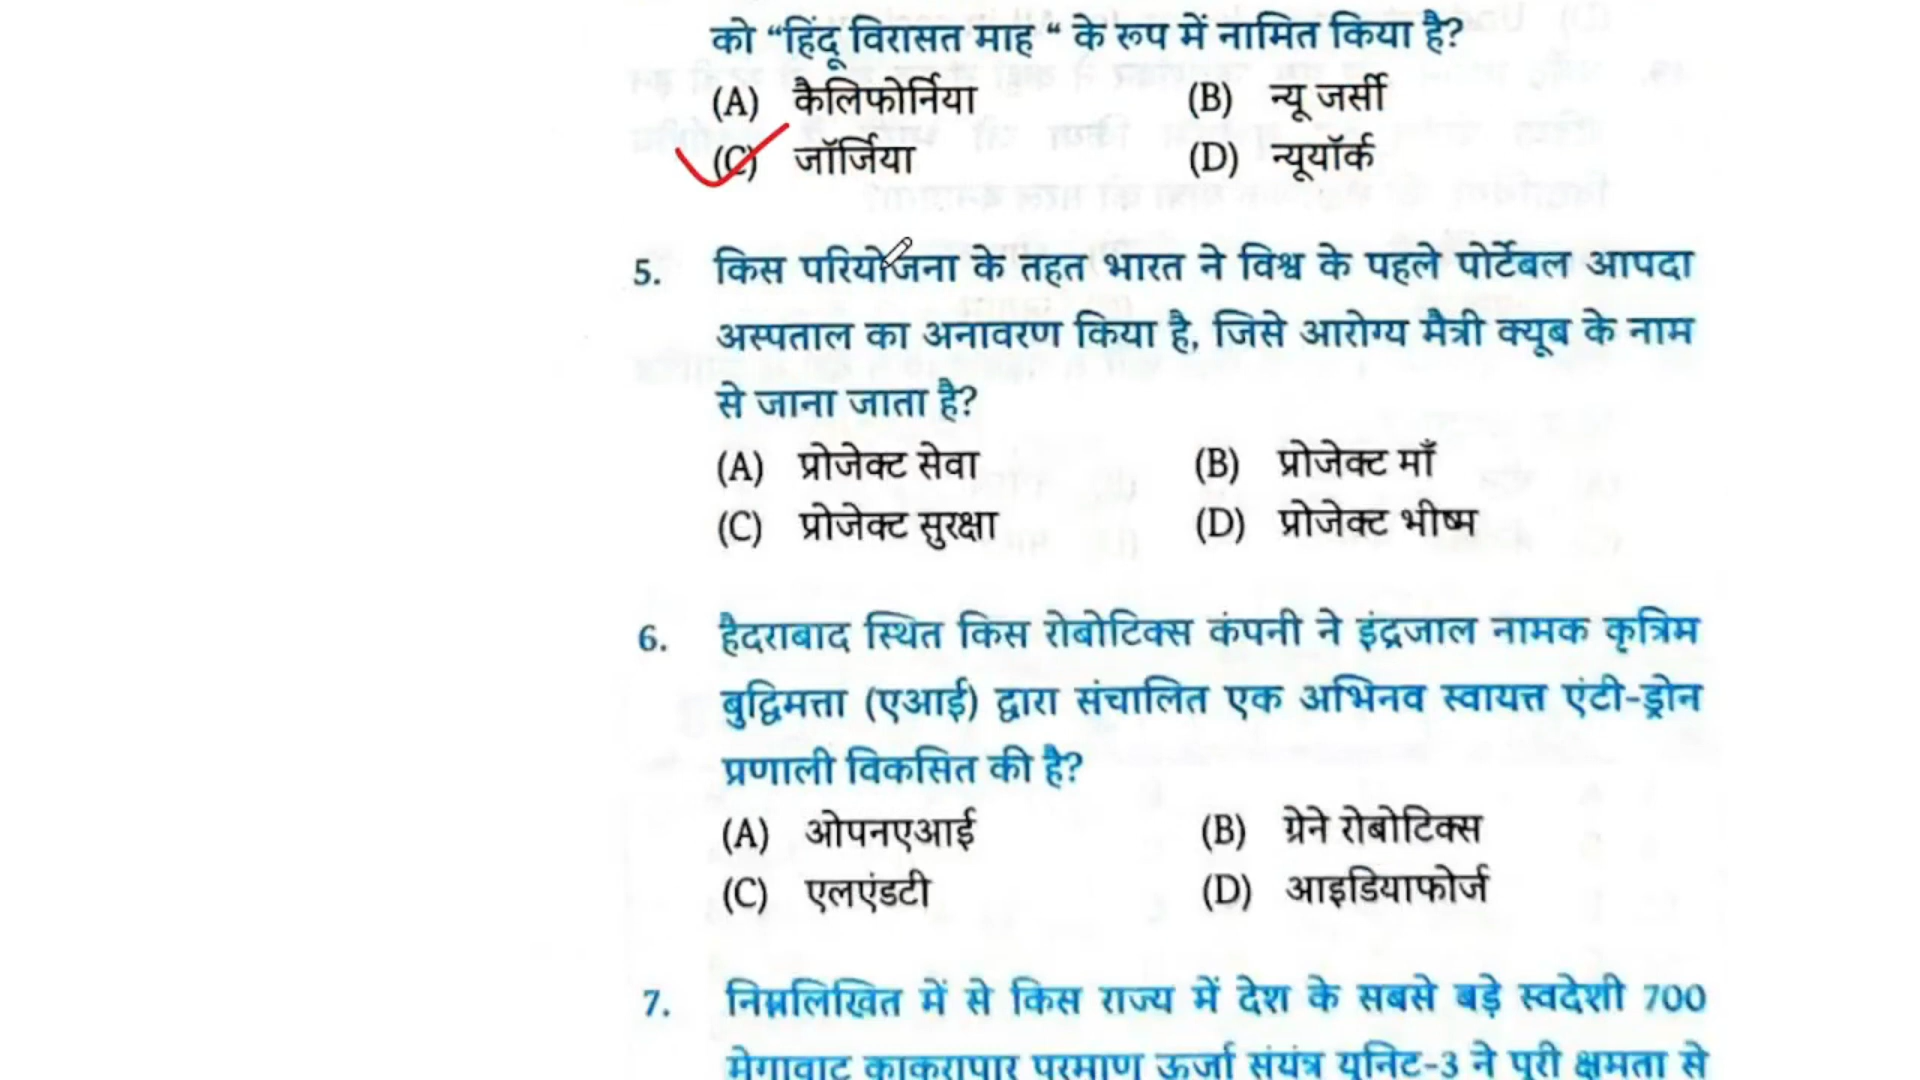 को “हिंदू विरासत माह “ के रूप में नामित किया है?
(A) कैलिफोर्निया (B) न्यू जर्सी
(C) जॉर्जिया (D) न्यूयॉर्क
5. किस परियोजना के तहत भारत ने विश्व के पहले पोर्टेबल आपदा
अस्पताल का अनावरण किया है, जिसे आरोग्य मैत्री क्यूब के नाम
से जाना जाता है?
(A) प्रोजेक्ट सेवा (B) प्रोजेक्ट माँ
(C) प्रोजेक्ट सुरक्षा (D) प्रोजेक्ट भीष्म
6. हैदराबाद स्थित किस रोबोटिक्स कंपनी ने इंद्रजाल नामक कृत्रिम
बुद्धिमत्ता (एआई) द्वारा संचालित एक अभिनव स्वायत्त एंटी-ड्रोन
प्रणाली विकसित की है?
(A) ओपनएआई (B) ग्रेने रोबोटिक्स
(C) एलएंडटी (D) आइडियाफोर्ज
7. निम्नलिखित में से किस राज्य में देश के सबसे बड़े स्वदेशी 700
मेगावाट काकरापार परमाणु ऊर्जा संयंत्र यूनिट-3 ने पूरी क्षमता से